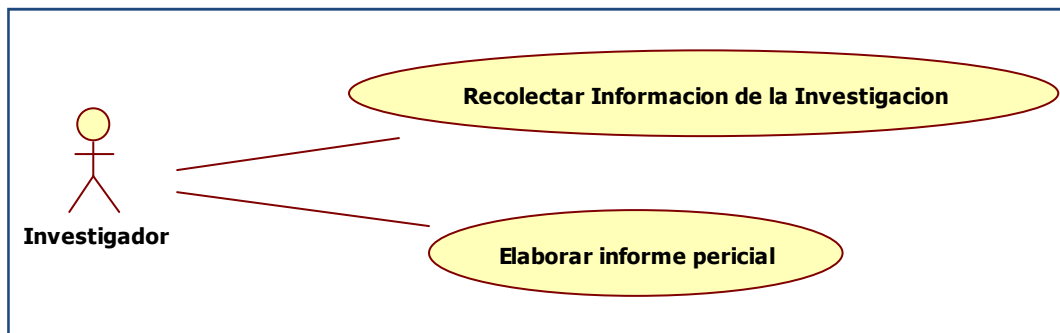 Recolectar Informacion de la Investigacion
Investigador
Elaborar informe pericial